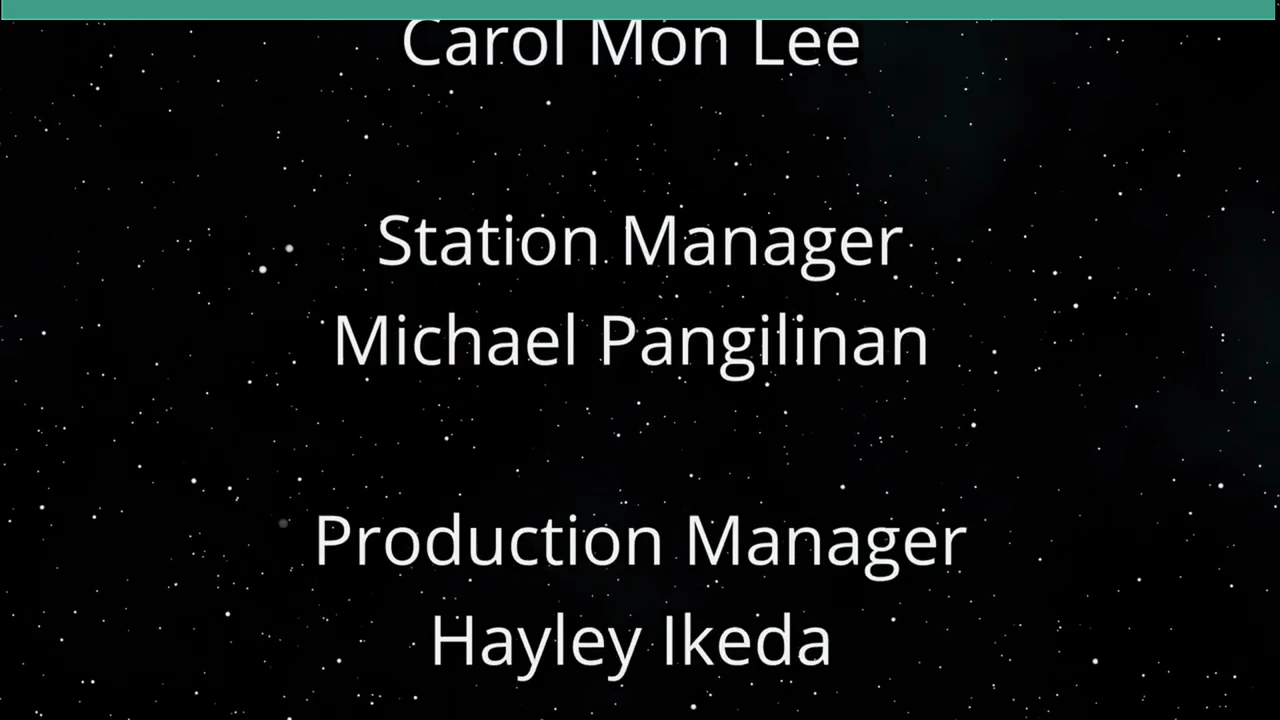 Carol Mon Lee
Station Manager
Michael Pangilinan
Production Manager
Hayley Ikeda